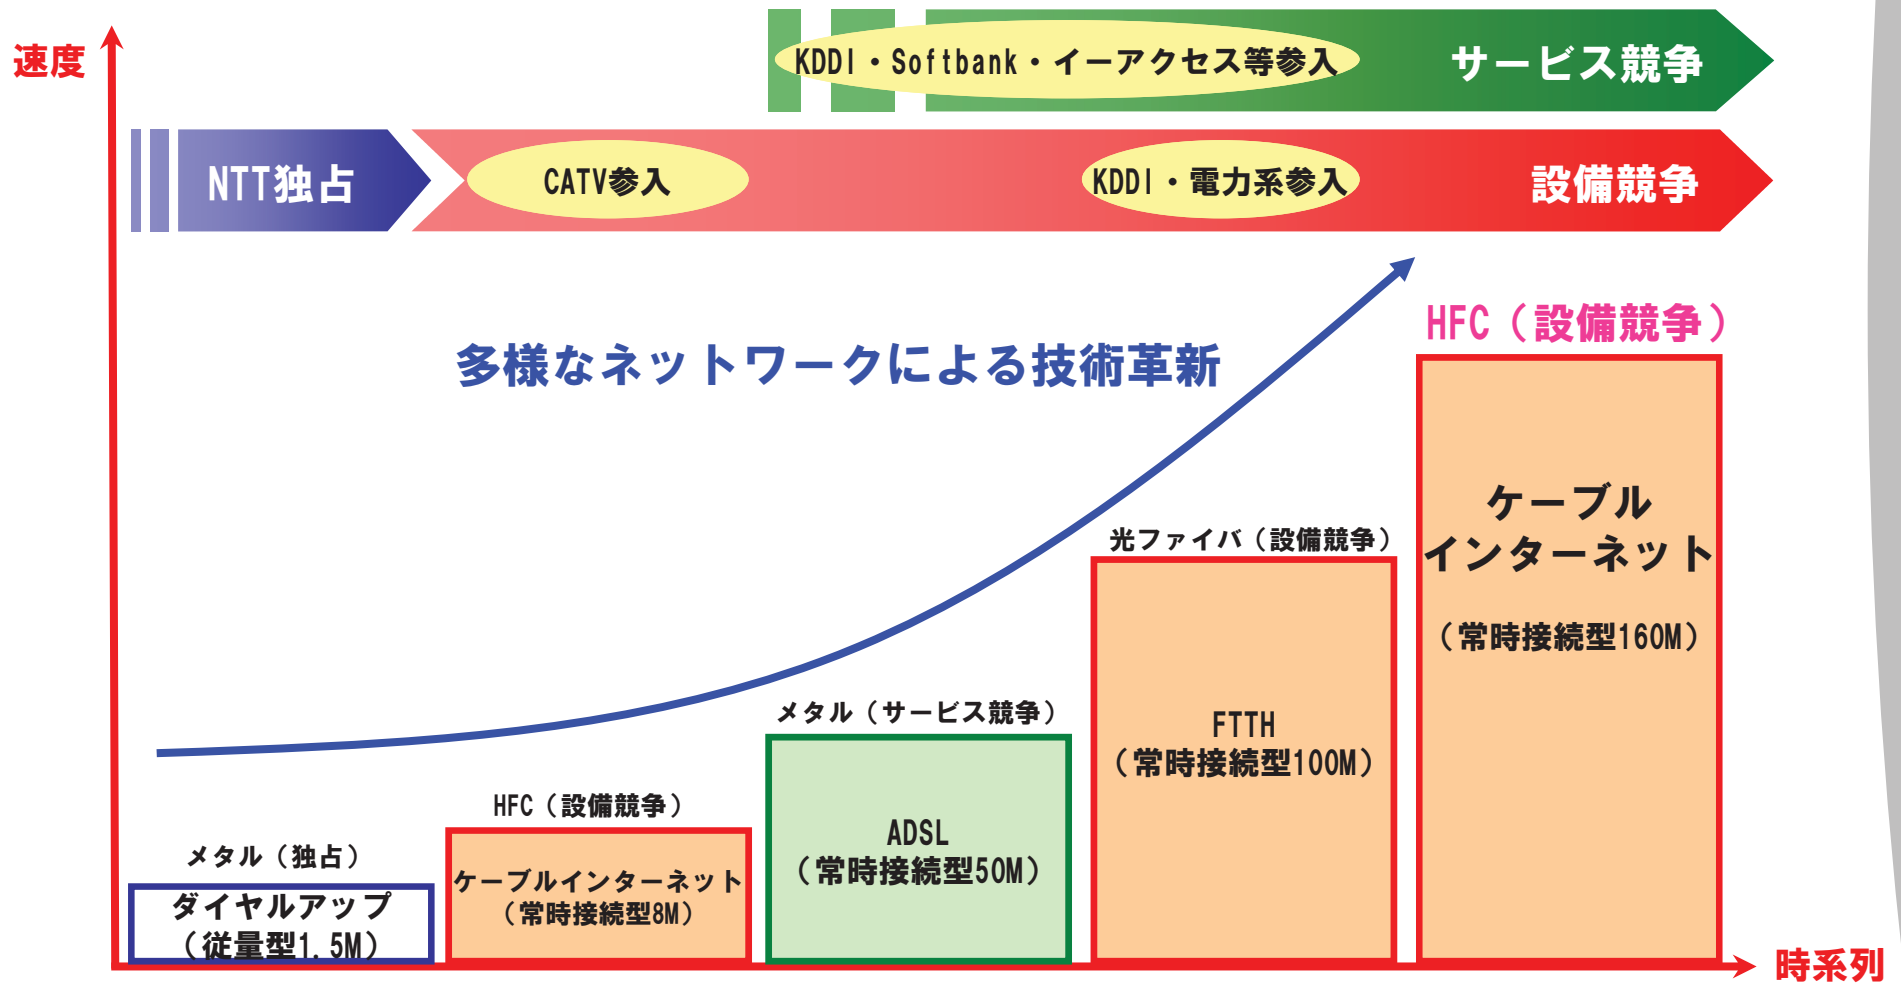 速度
KDDI・Softbank・イーアクセス等参入
サービス競争
NTT独占
CATV参入
KDDI・電力系参入
設備競争
多様なネットワークによる技術革新
HFC（設備競争）
ケーブル
インターネット
（常時接続型160M）
光ファイバ（設備競争）
FTTH
（常時接続型100M）
メタル（サービス競争）
ADSL
（常時接続型50M）
HFC（設備競争）
ケーブルインターネット
（常時接続型8M）
メタル（独占）
ダイヤルアップ
（従量型1.5M）
時系列